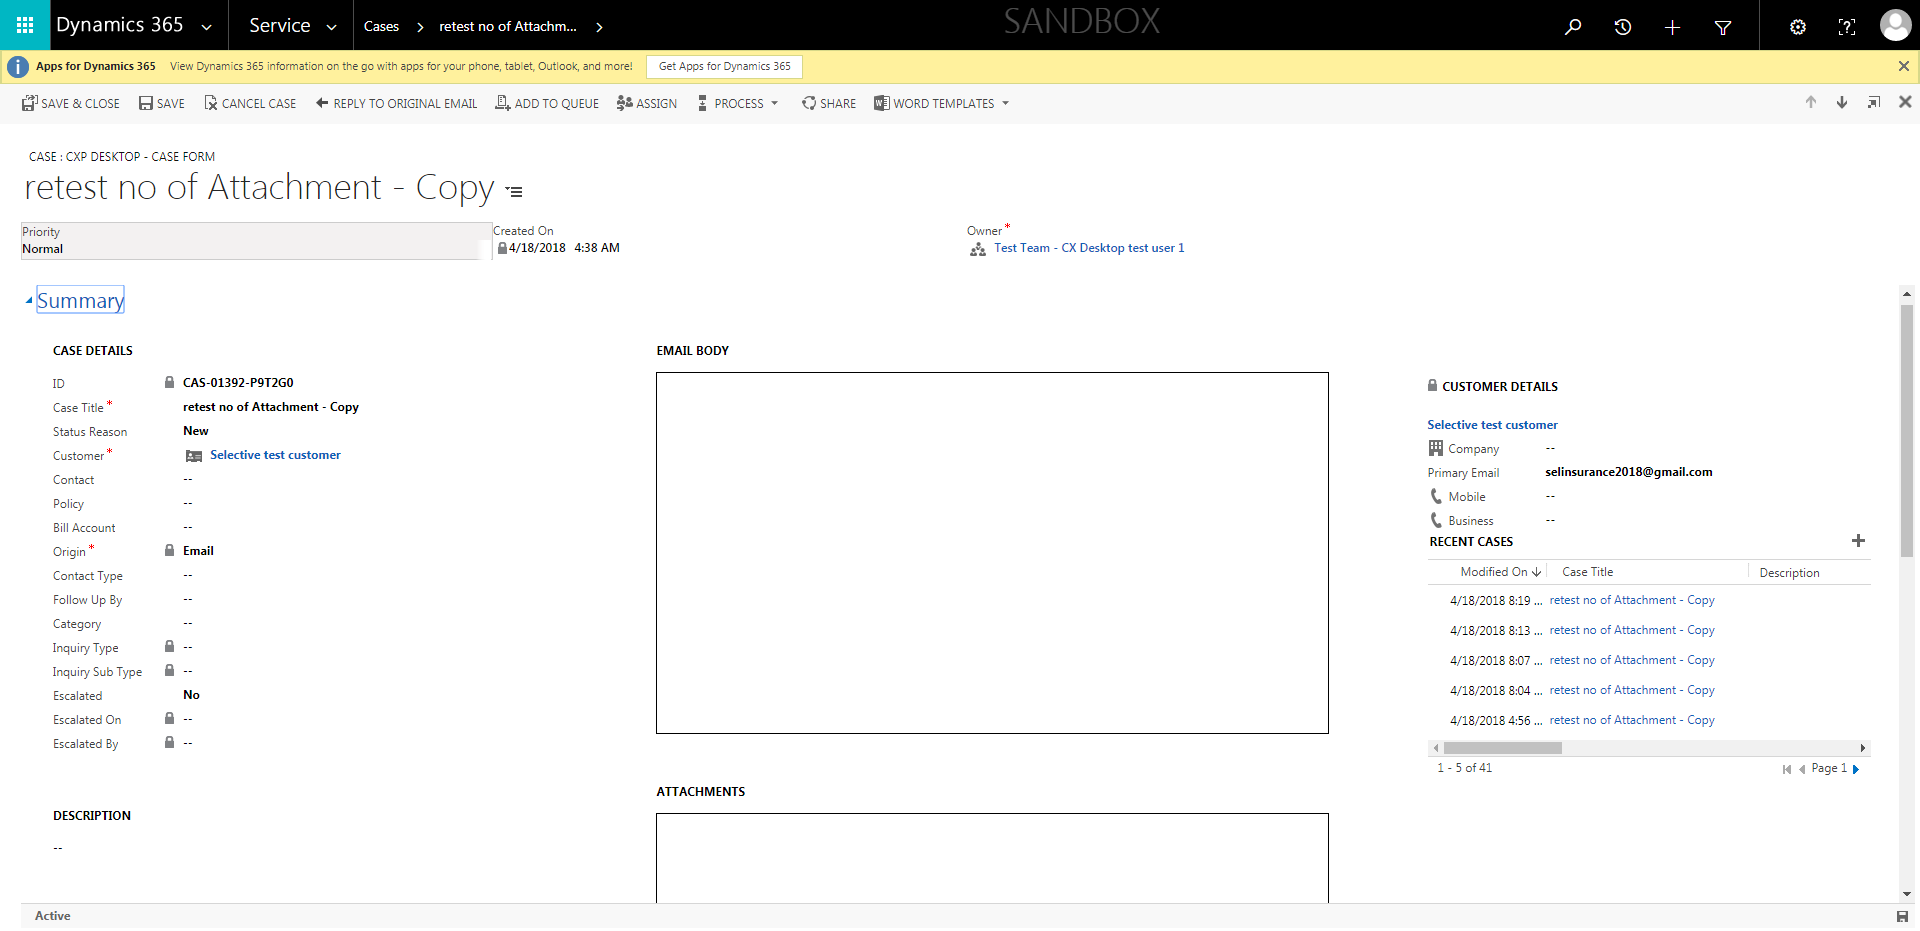 Dynamics 365
Service
Cases
retest no of Attachm...
SANDBOX
Apps for Dynamics 365 View Dynamics 365 information on the go with apps for your phone, tablet, Outlook, and more! Get Apps for Dynamics 365
SAVE & CLOSE SAVE CANCEL CASE REPLY TO ORIGINAL EMAIL ADD TO QUEUE ASSIGN PROCESS SHARE WORD TEMPLATES
CASE : CXP DESKTOP - CASE FORM
retest no of Attachment - Copy
Priority
Normal
Created On
4/18/2018 4:38 AM
Owner*
Test Team - CX Desktop test user 1
Summary
CASE DETAILS
ID CAS-01392-P9T2G0
Case Title* retest no of Attachment - Copy
Status Reason New
Customer* Selective test customer
Contact --
Policy --
Bill Account --
Origin* Email
Contact Type --
Follow Up By --
Category --
Inquiry Type --
Inquiry Sub Type --
Escalated No
Escalated On --
Escalated By --
DESCRIPTION
--
EMAIL BODY
ATTACHMENTS
CUSTOMER DETAILS
Selective test customer
Company --
Primary Email selinsurance2018@gmail.com
Mobile --
Business --
RECENT CASES
Modified On Case Title Description
4/18/2018 8:19 ... retest no of Attachment - Copy
4/18/2018 8:13 ... retest no of Attachment - Copy
4/18/2018 8:07 ... retest no of Attachment - Copy
4/18/2018 8:04 ... retest no of Attachment - Copy
4/18/2018 4:56 ... retest no of Attachment - Copy
1 - 5 of 41 Page 1
Active